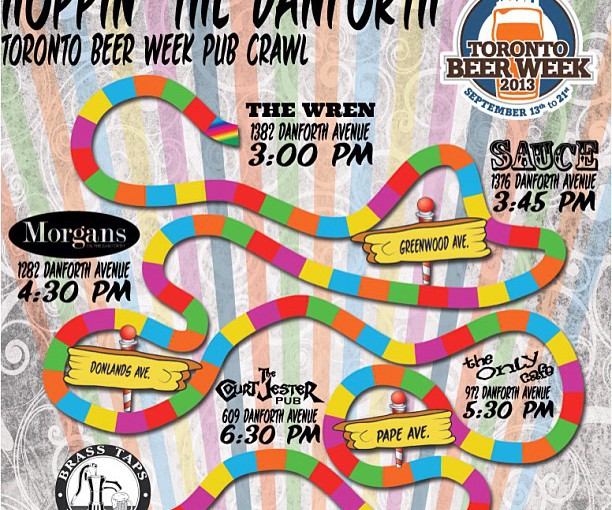 HOPPIN' THE DANFORTH
TORONTO BEER WEEK PUB CRAWL
TORONTO
BEER WEEK
2013
SEPTEMBER 13th to 21st
THE WREN
1382 DANFORTH AVENUE
3:00 PM
SAUCE
1376 DANFORTH AVENUE
3:45 PM
GREENWOOD AVE.
Morgans
ON THE DANFORTH
1282 DANFORTH AVENUE
4:30 PM
DONLANDS AVE.
the Only
cafe
972 DANFORTH AVENUE
5:30 PM
The
Court Jester
PUB
609 DANFORTH AVENUE
6:30 PM
PAPE AVE.
BRASS TAPS